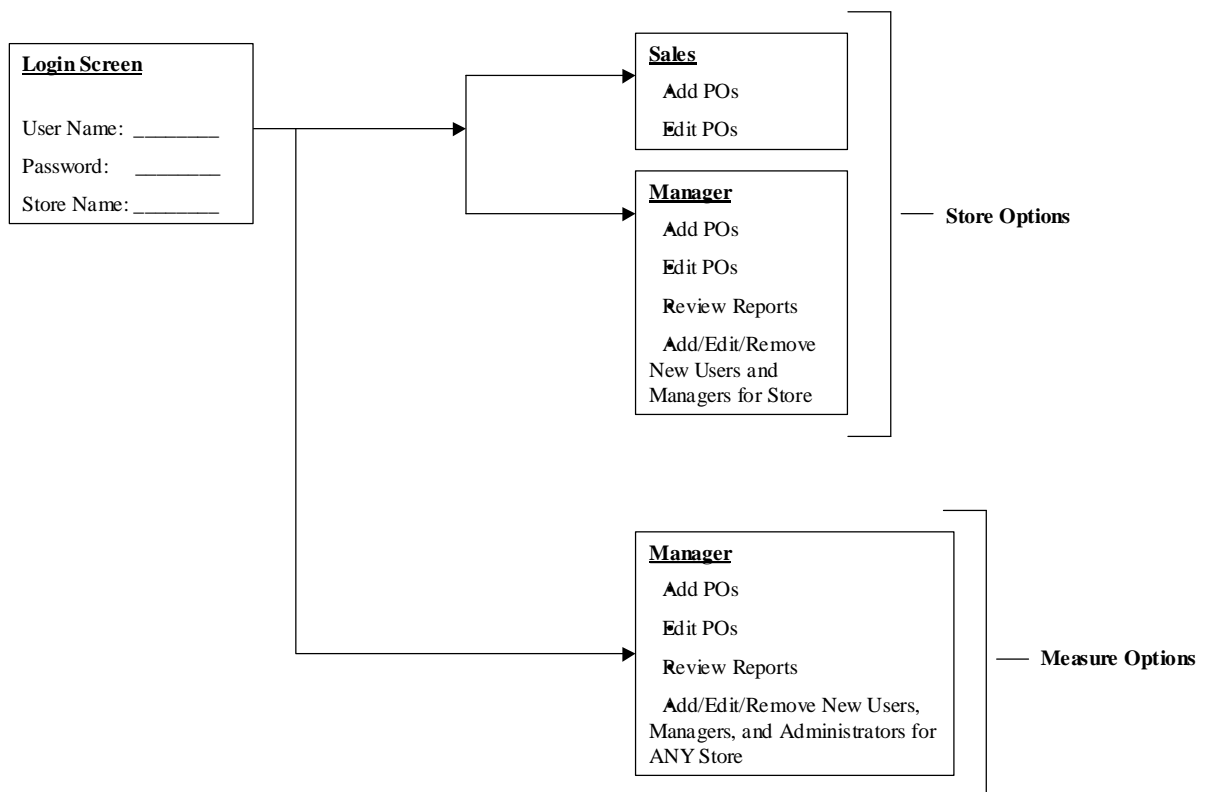 Login Screen
User Name: ________
Password: ________
Store Name: ________
Sales
• Add POs
• Edit POs
Manager
• Add POs
• Edit POs
• Review Reports
• Add/Edit/Remove
New Users and
Managers for Store
Store Options
Manager
• Add POs
• Edit POs
• Review Reports
• Add/Edit/Remove New Users,
Managers, and Administrators for
ANY Store
Measure Options